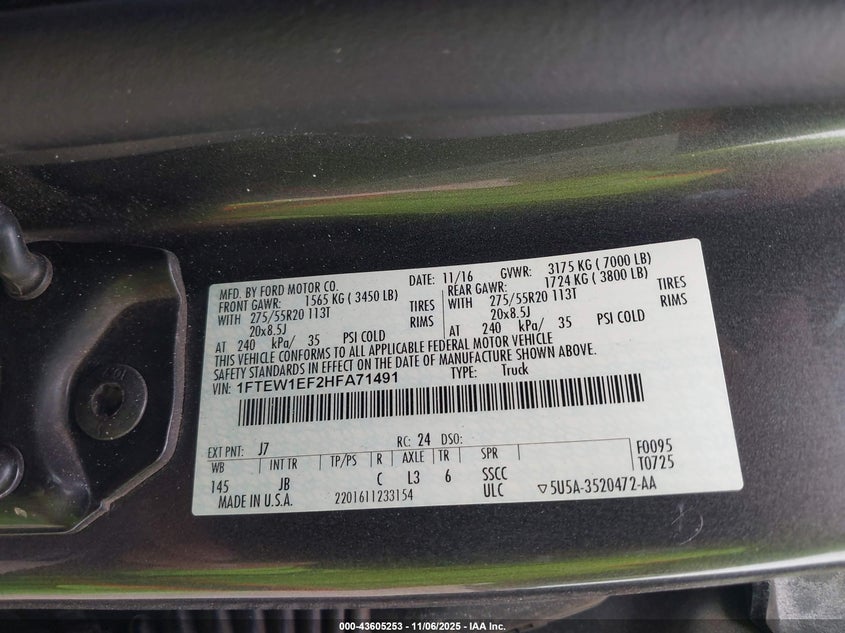 MFD. BY FORD MOTOR CO. DATE: 11/16 GVWR: 3175 KG ( 7000 LB)
FRONT GAWR: 1565 KG ( 3450 LB) REAR GAWR: 1724 KG ( 3800 LB)
WITH 275/55R20 113T TIRES WITH 275/55R20 113T TIRES
20x8.5J RIMS 20x8.5J RIMS
AT 240 kPa/ 35 PSI COLD AT 240 kPa/ 35 PSI COLD
THIS VEHICLE CONFORMS TO ALL APPLICABLE FEDERAL MOTOR VEHICLE
SAFETY STANDARDS IN EFFECT ON THE DATE OF MANUFACTURE SHOWN ABOVE.
VIN: 1FTEW1EF2HFA71491 TYPE: Truck
EXT PNT: J7 RC: 24 DSO: F0095
WB INT TR TP/PS R AXLE TR SPR T0725
145 JB C L3 6 SSCC
MADE IN U.S.A. 2201611233154 ULC ▽5U5A-3520472-AA
000-43605253 - 11/06/2025 - IAA Inc.